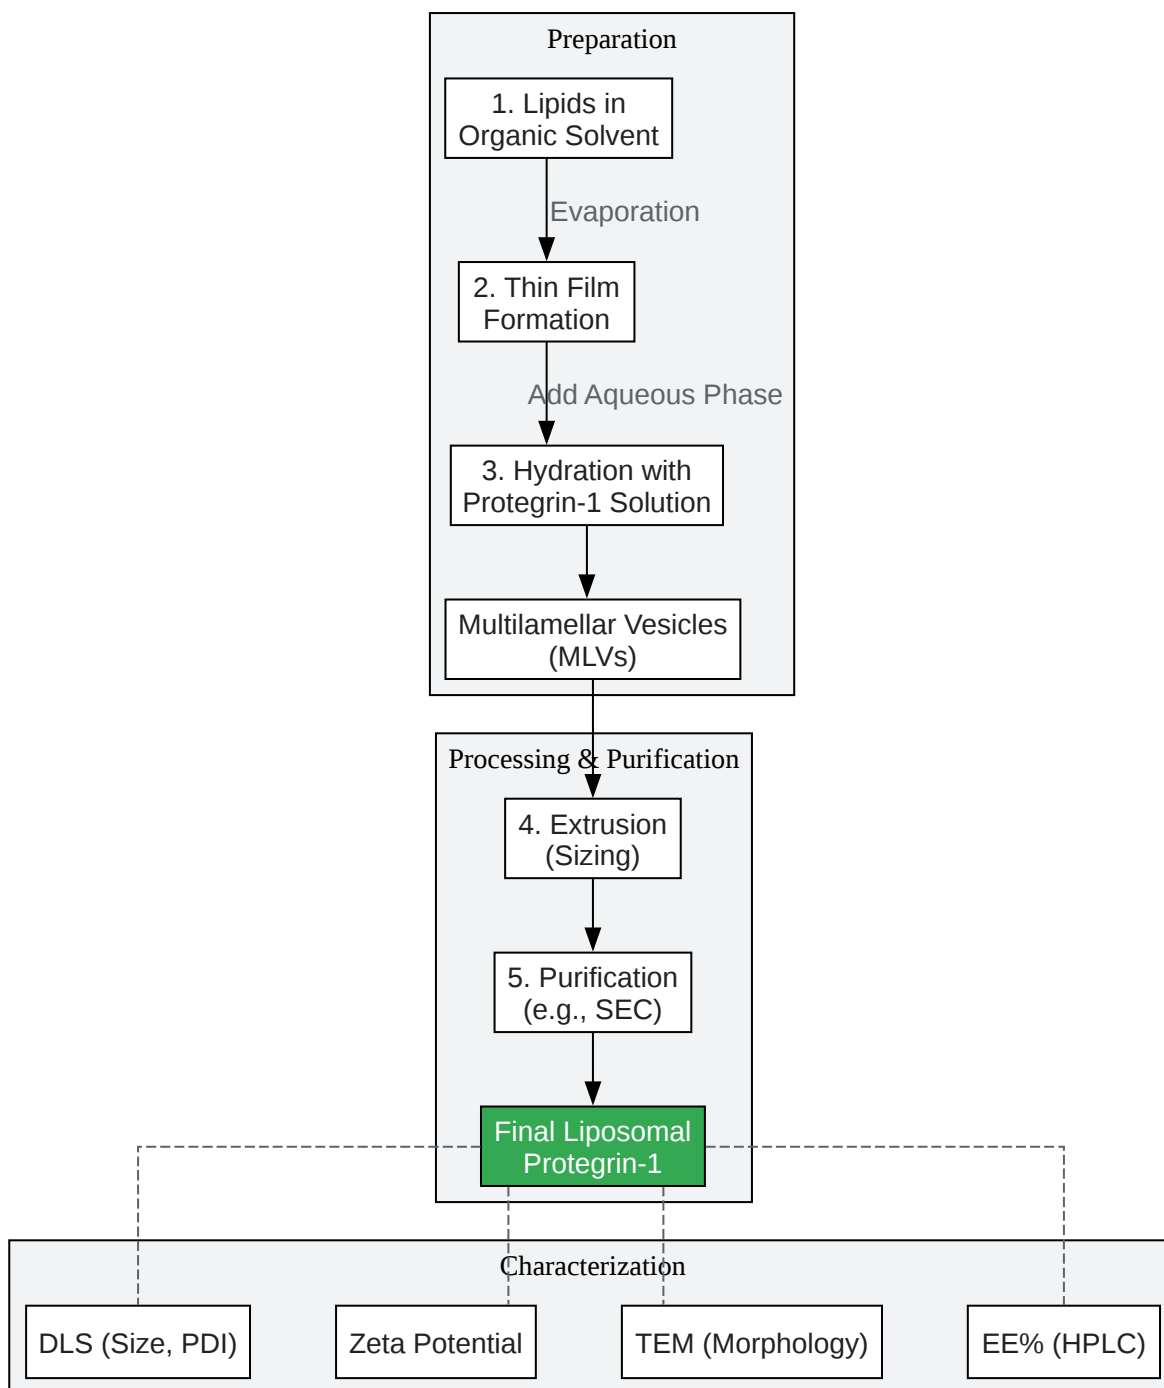 Preparation
1. Lipids in
Organic Solvent
Evaporation
2. Thin Film
Formation
Add Aqueous Phase
3. Hydration with
Protegrin-1 Solution
Multilamellar Vesicles
(MLVs)
Processing & Purification
4. Extrusion
(Sizing)
5. Purification
(e.g., SEC)
Final Liposomal
Protegrin-1
Characterization
DLS (Size, PDI)
Zeta Potential
TEM (Morphology)
EE% (HPLC)